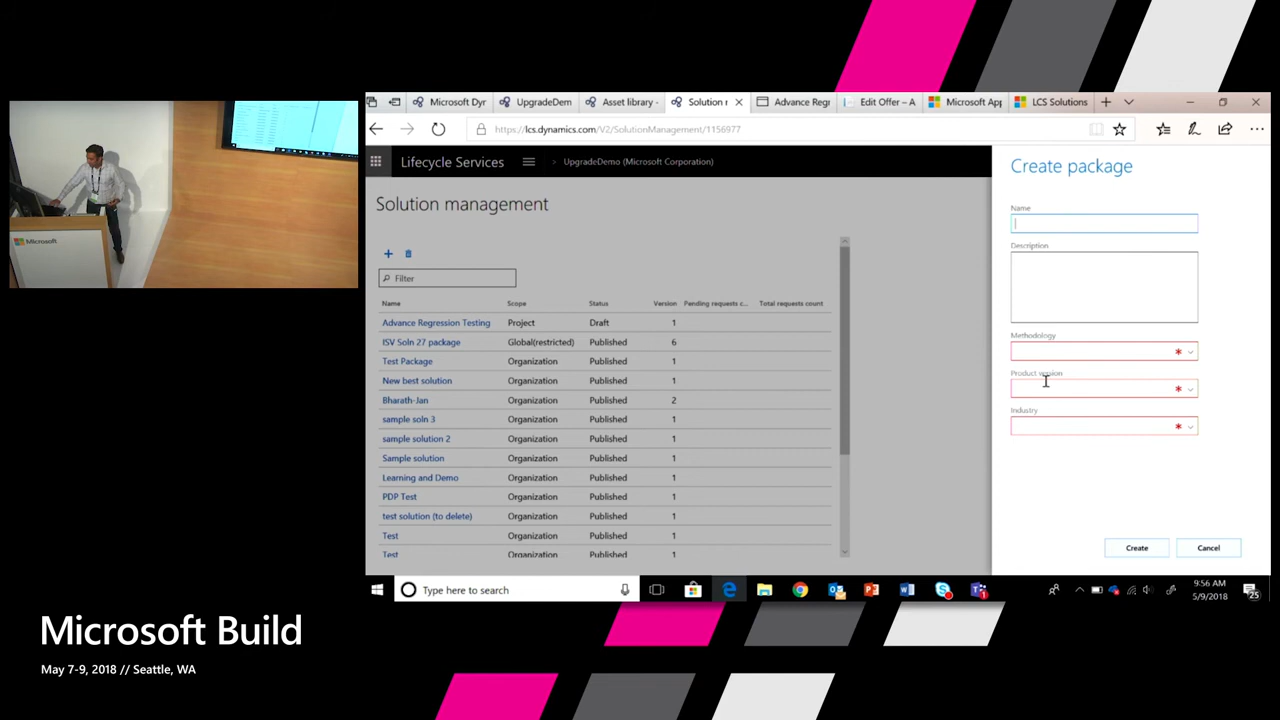 Microsoft
Microsoft Dyr
UpgradeDem
Asset library -
Solution r
Advance Regr
Edit Offer – A
Microsoft App
LCS Solutions
https://lcs.dynamics.com/V2/SolutionManagement/1156977
Lifecycle Services
> UpgradeDemo (Microsoft Corporation)
Solution management
Filter
Name Scope Status Version Pending requests c... Total requests count
Advance Regression Testing Project Draft 1
ISV Soln 27 package Global(restricted) Published 6
Test Package Organization Published 1
New best solution Organization Published 1
Bharath-Jan Organization Published 2
sample soln 3 Organization Published 1
sample solution 2 Organization Published 1
Sample solution Organization Published 1
Learning and Demo Organization Published 1
PDP Test Organization Published 1
test solution (to delete) Organization Published 1
Test Organization Published 1
Test Organization Published 1
Create package
Name
Description
Methodology
*
Product version
*
Industry
*
Create Cancel
Type here to search
9:56 AM
5/9/2018
25
Microsoft Build
May 7-9, 2018 // Seattle, WA